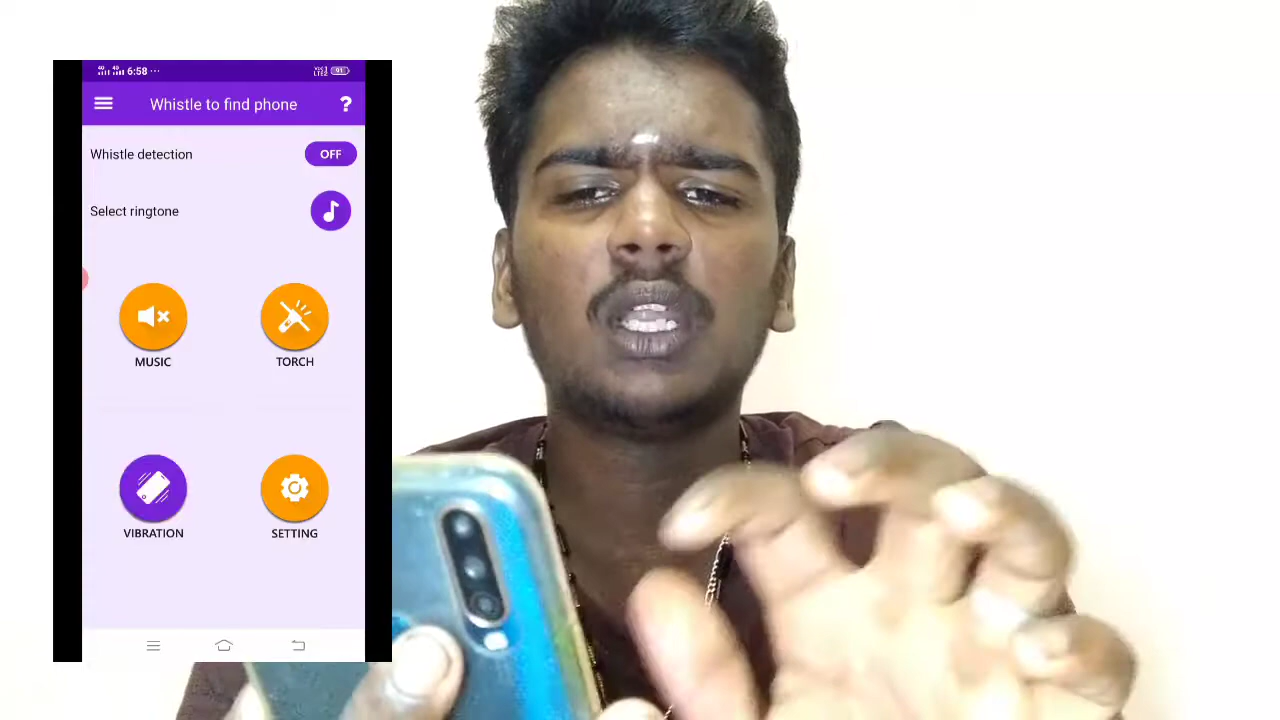 6:58
Whistle to find phone ?
Whistle detection OFF
Select ringtone
MUSIC TORCH
VIBRATION SETTING